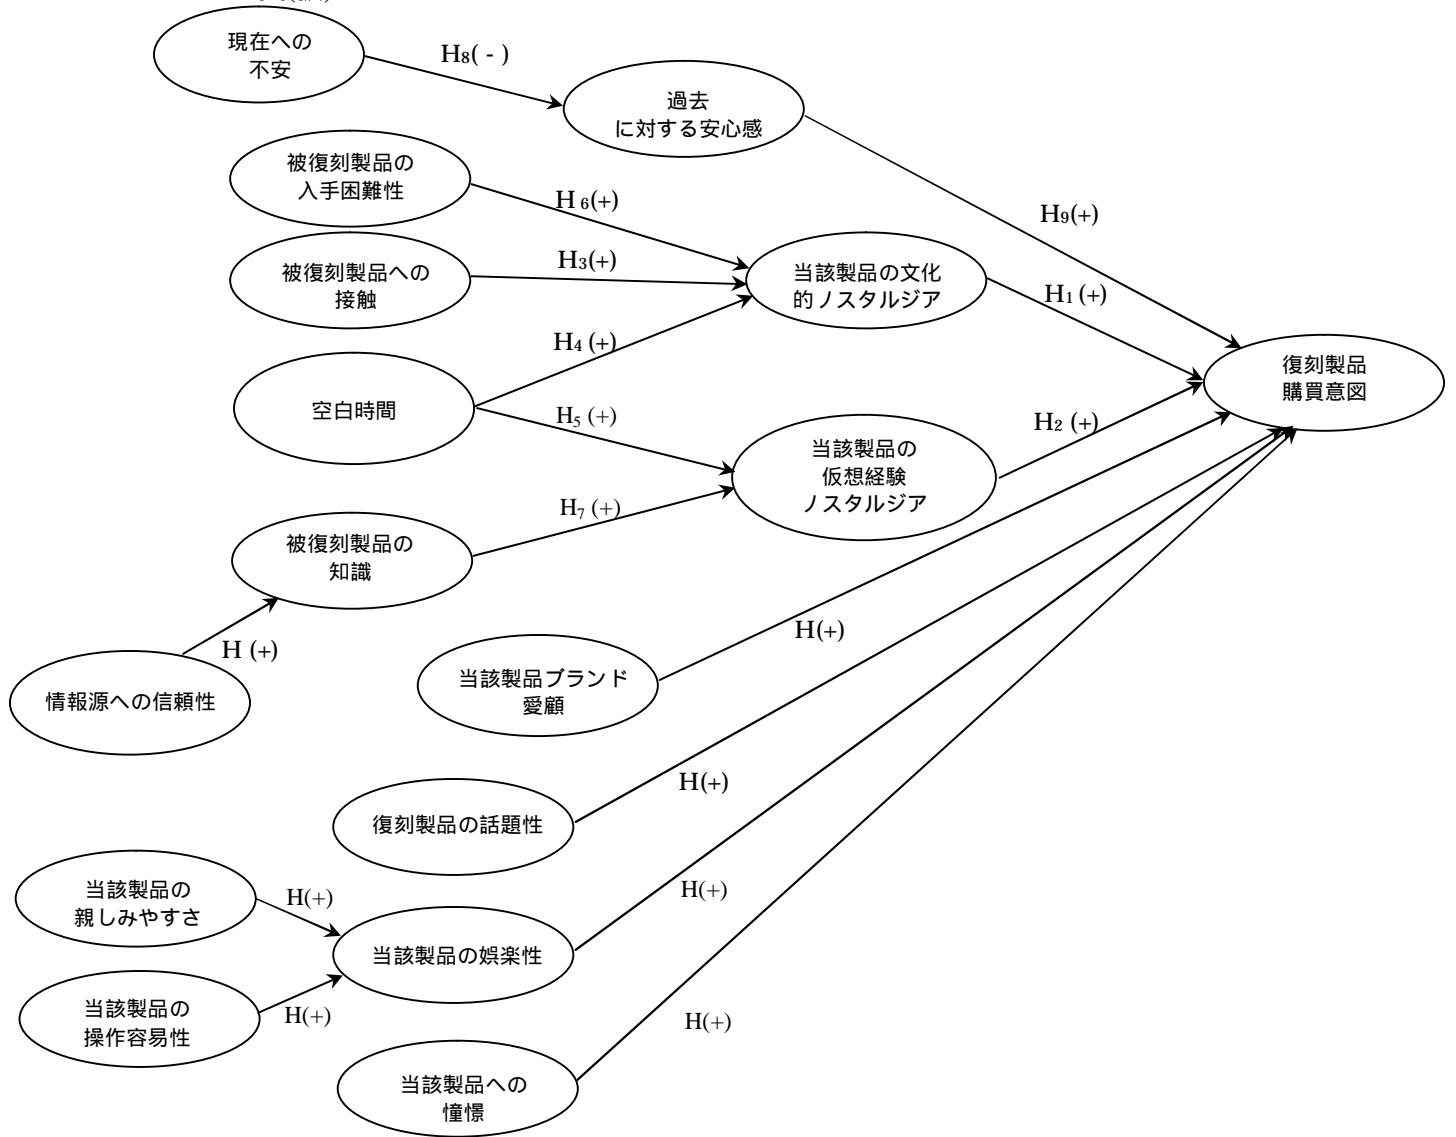 現在への
不安
H₈( - )
過去
に対する安心感
被復刻製品の
入手困難性
H ₆(+)
H₉(+)
被復刻製品への
接触
H₃(+)
当該製品の文化
的ノスタルジア
H₁ (+)
H₄ (+)
復刻製品
購買意図
空白時間
H₅ (+)
H₂ (+)
当該製品の
仮想経験
ノスタルジア
H₇ (+)
被復刻製品の
知識
H (+)
H(+)
情報源への信頼性
当該製品ブランド
愛顧
H(+)
復刻製品の話題性
当該製品の
親しみやすさ
H(+)
H(+)
当該製品の娯楽性
当該製品の
操作容易性
H(+)
H(+)
当該製品への
憧憬